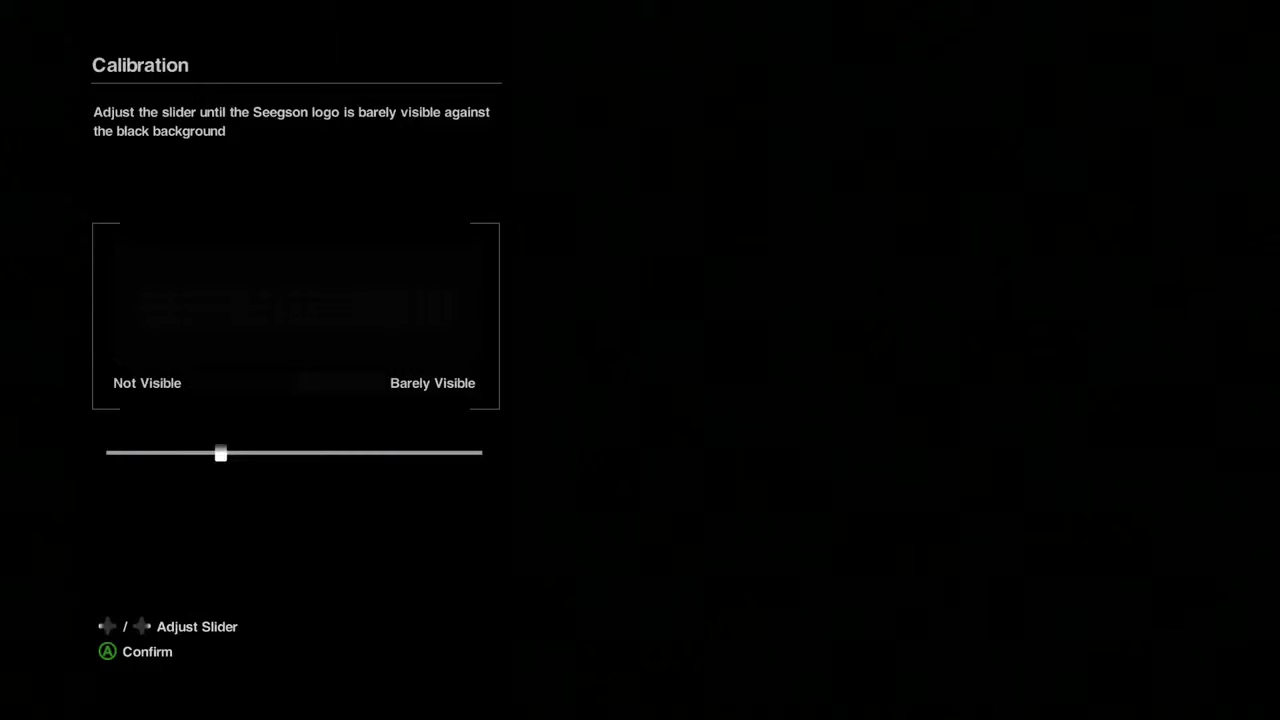 Calibration
Adjust the slider until the Seegson logo is barely visible against
the black background
Not Visible
Barely Visible
/ Adjust Slider
A Confirm